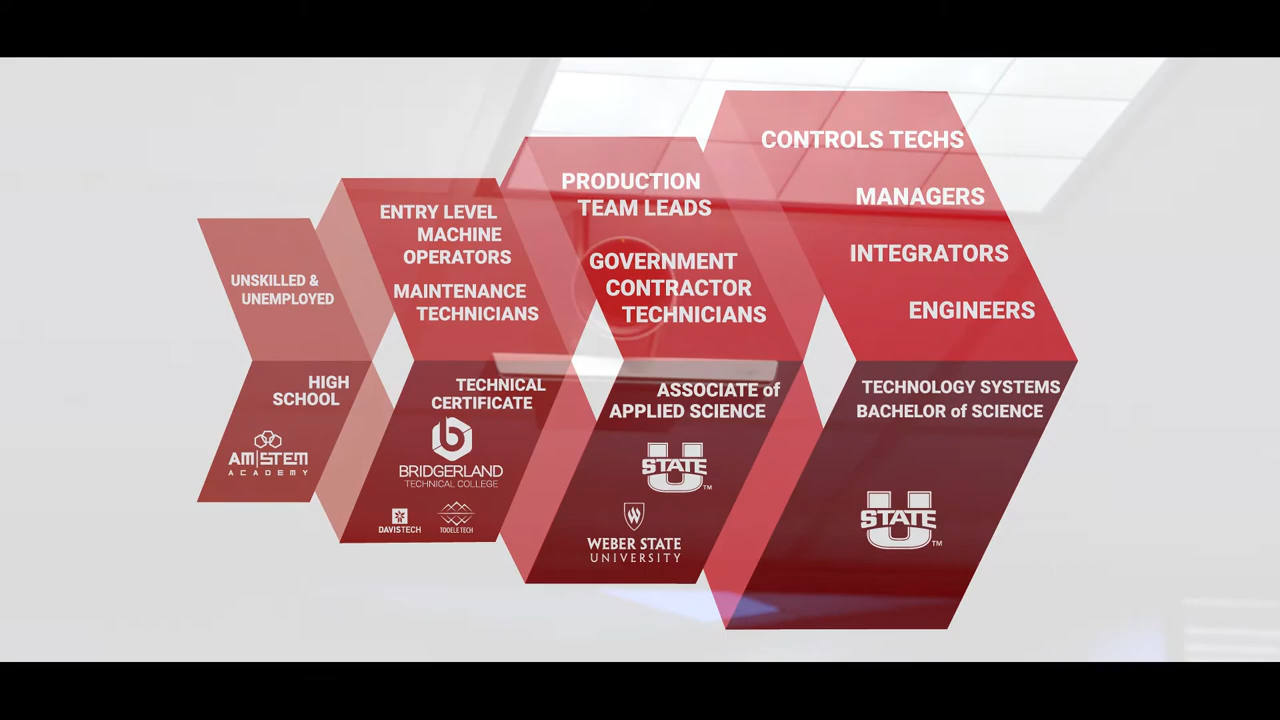 UNSKILLED &
UNEMPLOYED
HIGH
SCHOOL
AM|STEM
ACADEMY
ENTRY LEVEL
MACHINE
OPERATORS
MAINTENANCE
TECHNICIANS
TECHNICAL
CERTIFICATE
b
BRIDGERLAND
TECHNICAL COLLEGE
DAVISTECH
TOOELE TECH
PRODUCTION
TEAM LEADS
GOVERNMENT
CONTRACTOR
TECHNICIANS
ASSOCIATE of
APPLIED SCIENCE
U STATE TM
W
WEBER STATE
UNIVERSITY
CONTROLS TECHS
MANAGERS
INTEGRATORS
ENGINEERS
TECHNOLOGY SYSTEMS
BACHELOR of SCIENCE
U STATE TM